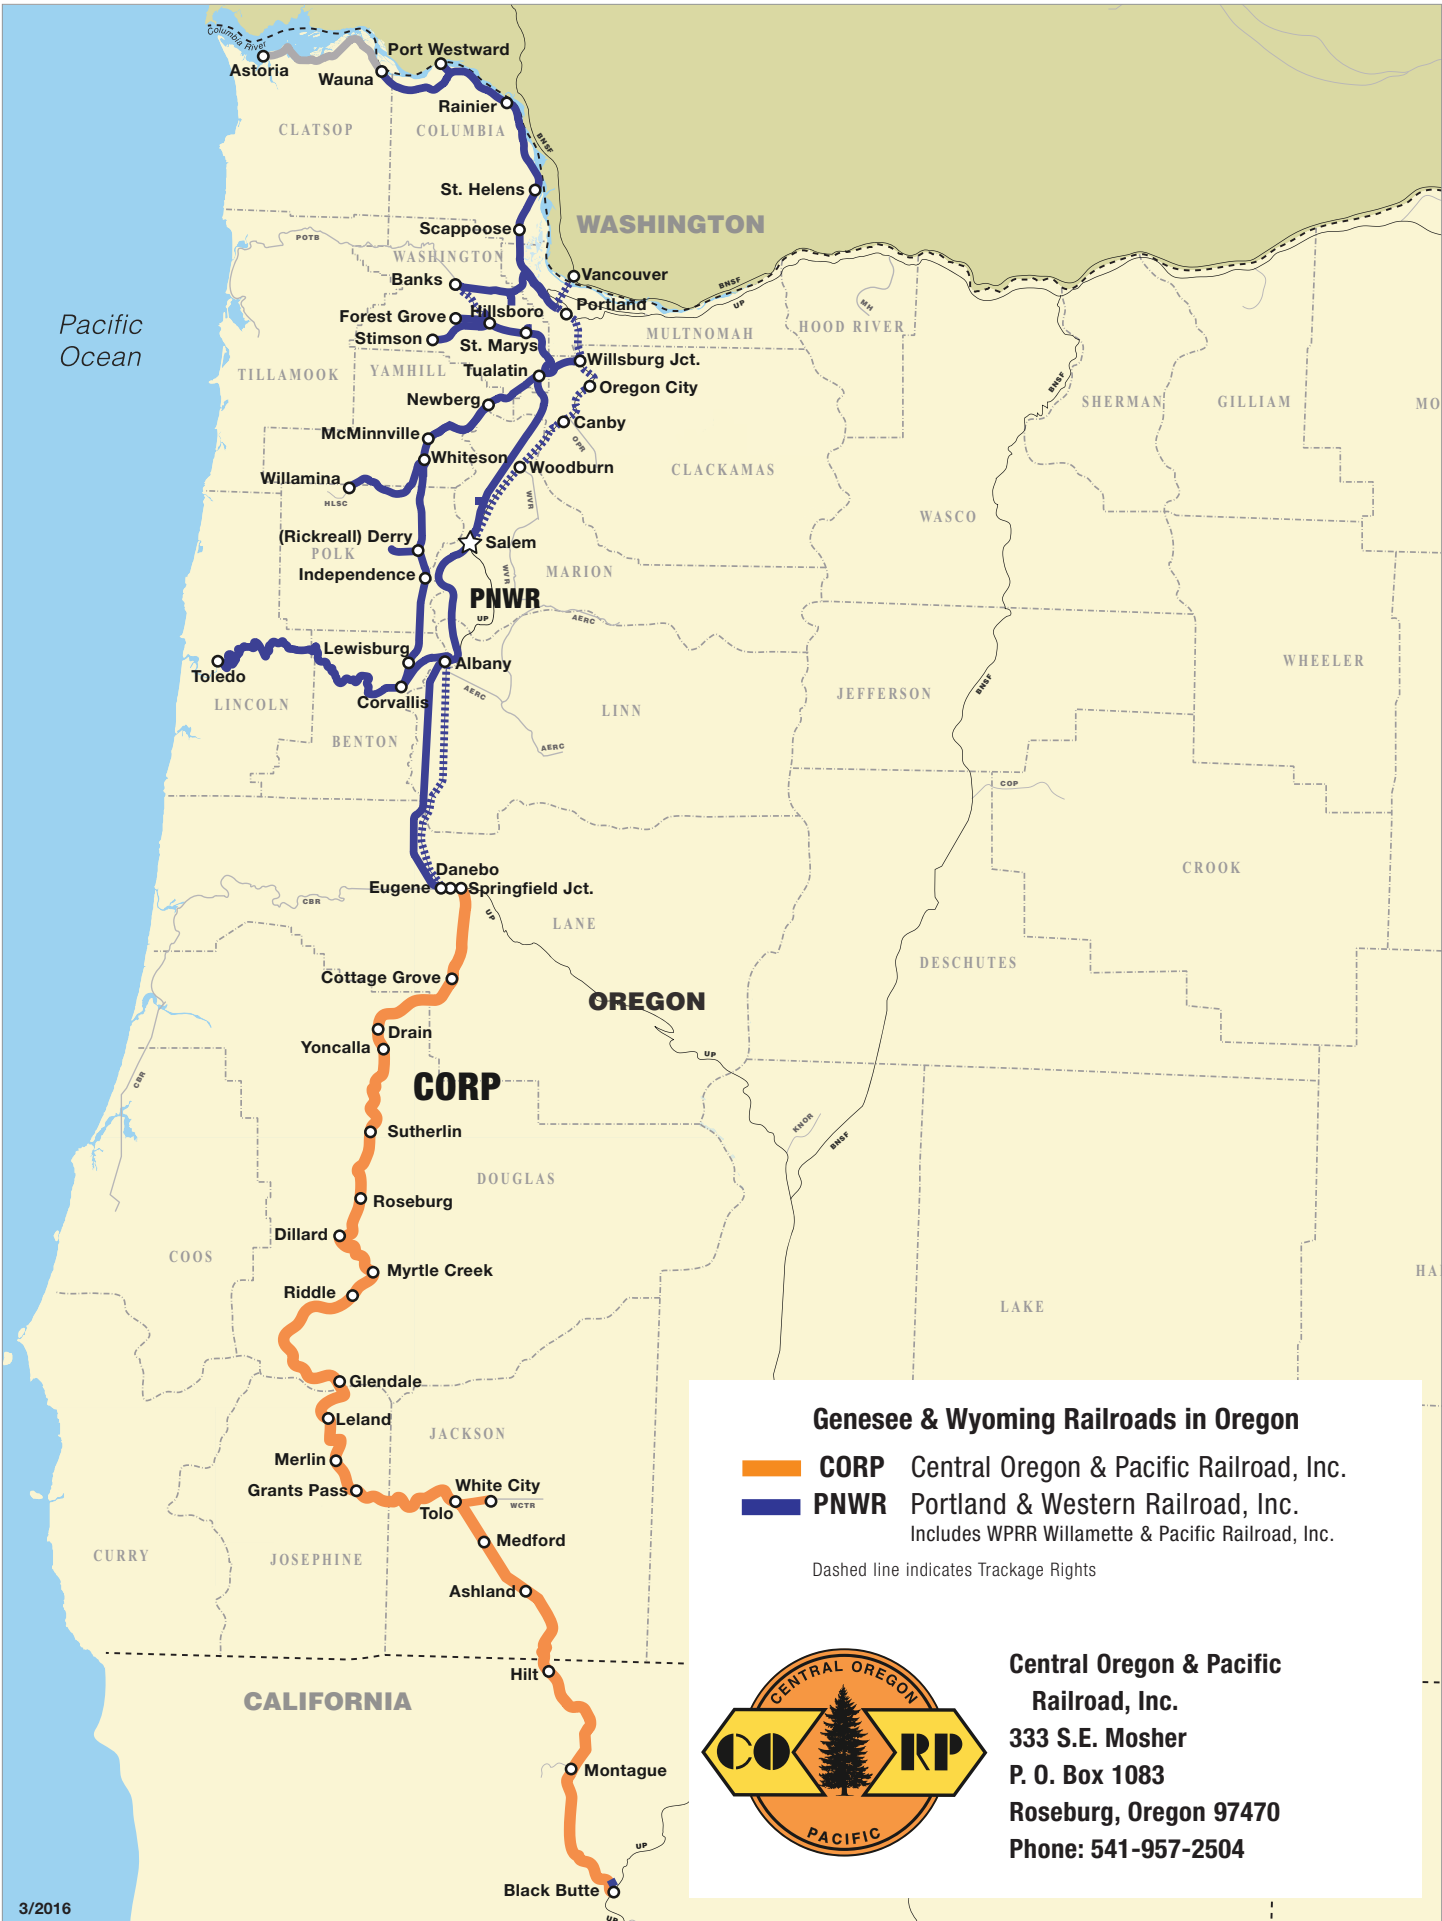 Columbia River
Astoria
Port Westward
Wauna
Rainier
CLATSOP
COLUMBIA
BNSF
St. Helens
Scappoose
WASHINGTON
POTB
WASHINGTON
Banks
Vancouver
BNSF
UP
Portland
MH
Pacific
Ocean
Forest Grove
Hillsboro
Stimson
St. Marys
MULTNOMAH
HOOD RIVER
Willsburg Jct.
TILLAMOOK
YAMHILL
Tualatin
Oregon City
BNSF
SHERMAN
GILLIAM
MO
Newberg
Canby
McMinnville
OPR
Whiteson
Woodburn
CLACKAMAS
Willamina
HLSC
WVR
WASCO
(Rickreall) Derry
POLK
Salem
Independence
WVR
MARION
PNWR
UP
AERC
Lewisburg
Albany
Toledo
WHEELER
BNSF
JEFFERSON
AERC
Corvallis
LINCOLN
LINN
BENTON
AERC
COP
Danebo
CROOK
Eugene
Springfield Jct.
CBR
UP
LANE
DESCHUTES
Cottage Grove
OREGON
Drain
Yoncalla
UP
CBR
CORP
KNOR
BNSF
Sutherlin
DOUGLAS
Roseburg
Dillard
COOS
Myrtle Creek
HA
Riddle
LAKE
Glendale
Leland
JACKSON
Merlin
Grants Pass
White City
WCTR
Tolo
Medford
CURRY
JOSEPHINE
Ashland
Hilt
CALIFORNIA
Montague
UP
Black Butte
UP
3/2016
Genesee & Wyoming Railroads in Oregon
CORP Central Oregon & Pacific Railroad, Inc.
PNWR Portland & Western Railroad, Inc.
Includes WPRR Willamette & Pacific Railroad, Inc.
Dashed line indicates Trackage Rights
CENTRAL OREGON
CO RP
PACIFIC
Central Oregon & Pacific
Railroad, Inc.
333 S.E. Mosher
P. O. Box 1083
Roseburg, Oregon 97470
Phone: 541-957-2504